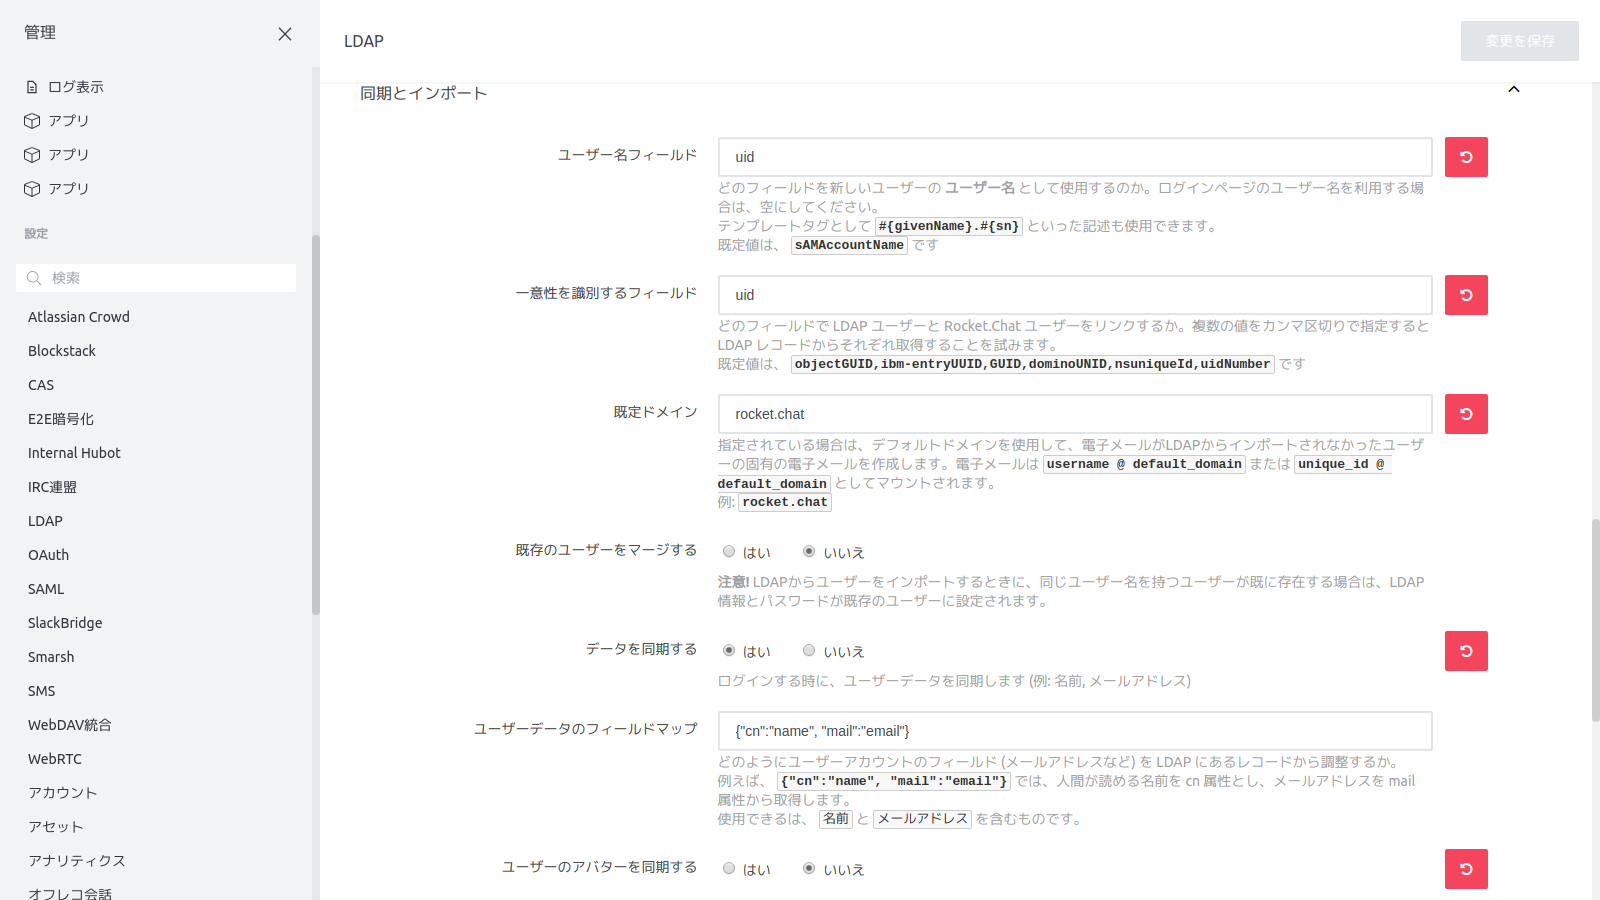 管理
ログ表示
アプリ
アプリ
アプリ
設定
検索
Atlassian Crowd
Blockstack
CAS
E2E暗号化
Internal Hubot
IRC連盟
LDAP
OAuth
SAML
SlackBridge
Smarsh
SMS
WebDAV統合
WebRTC
アカウント
アセット
アナリティクス
オフレコ会話
LDAP
変更を保存
同期とインポート
ユーザー名フィールド
uid
どのフィールドを新しいユーザーの ユーザー名 として使用するのか。ログインページのユーザー名を利用する場
合は、空にしてください。
テンプレートタグとして #{givenName}.#{sn} といった記述も使用できます。
既定値は、 sAMAccountName です
一意性を識別するフィールド
uid
どのフィールドで LDAP ユーザーと Rocket.Chat ユーザーをリンクするか。複数の値をカンマ区切りで指定すると
LDAP レコードからそれぞれ取得することを試みます。
既定値は、 objectGUID,ibm-entryUUID,GUID,dominoUNID,nsuniqueId,uidNumber です
既定ドメイン
rocket.chat
指定されている場合は、デフォルトドメインを使用して、電子メールがLDAPからインポートされなかったユーザ
ーの固有の電子メールを作成します。電子メールは username @ default_domain または unique_id @
default_domain としてマウントされます。
例: rocket.chat
既存のユーザーをマージする
はい いいえ
注意! LDAPからユーザーをインポートするときに、同じユーザー名を持つユーザーが既に存在する場合は、LDAP
情報とパスワードが既存のユーザーに設定されます。
データを同期する
はい いいえ
ログインする時に、ユーザーデータを同期します (例: 名前, メールアドレス)
ユーザーデータのフィールドマップ
{"cn":"name", "mail":"email"}
どのようにユーザーアカウントのフィールド (メールアドレスなど) を LDAP にあるレコードから調整するか。
例えば、 {"cn":"name", "mail":"email"} では、人間が読める名前を cn 属性とし、メールアドレスを mail
属性から取得します。
使用できるは、 名前 と メールアドレス を含むものです。
ユーザーのアバターを同期する
はい いいえ